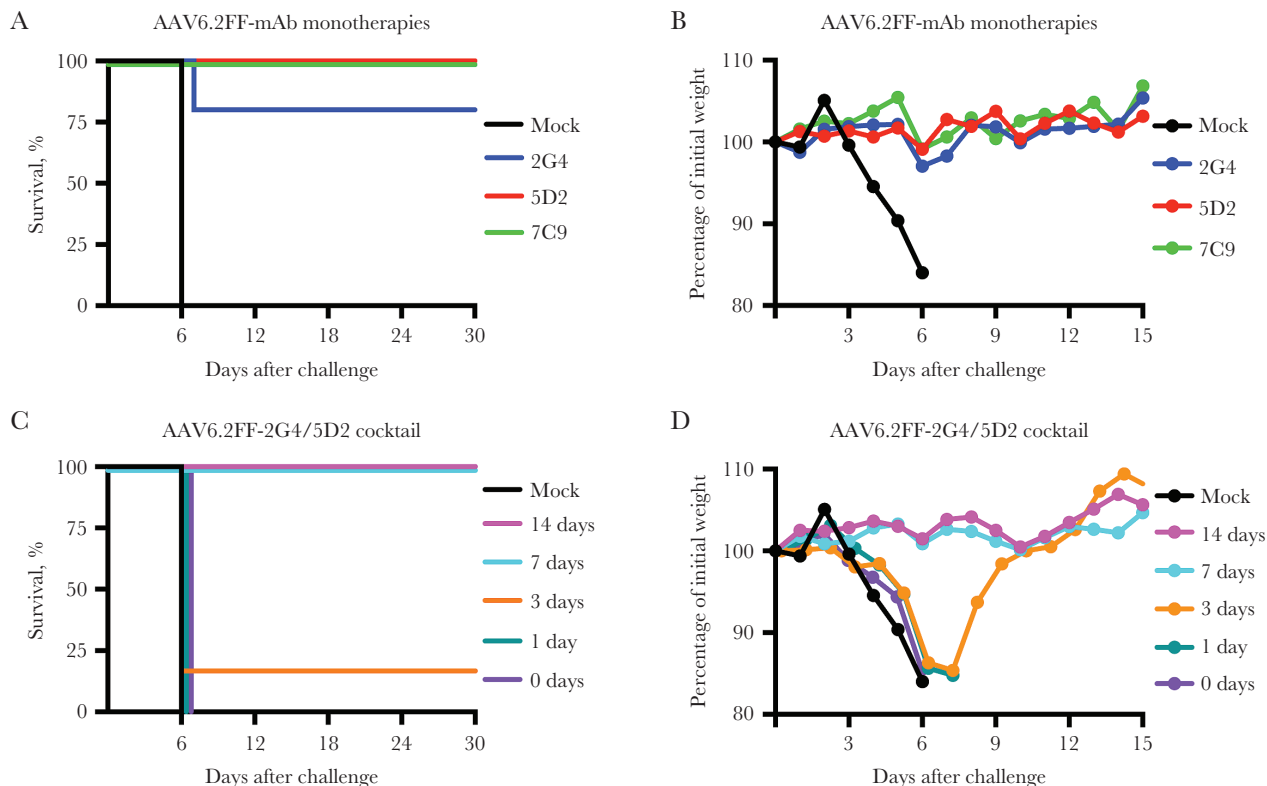 A
AAV6.2FF-mAb monotherapies
Survival, %
100
75
50
25
0
6
12
18
24
30
Days after challenge
Mock
2G4
5D2
7C9
B
AAV6.2FF-mAb monotherapies
Percentage of initial weight
110
100
90
80
3
6
9
12
15
Days after challenge
Mock
2G4
5D2
7C9
C
AAV6.2FF-2G4/5D2 cocktail
Survival, %
100
75
50
25
0
6
12
18
24
30
Days after challenge
Mock
14 days
7 days
3 days
1 day
0 days
D
AAV6.2FF-2G4/5D2 cocktail
Percentage of initial weight
110
100
90
80
3
6
9
12
15
Days after challenge
Mock
14 days
7 days
3 days
1 day
0 days